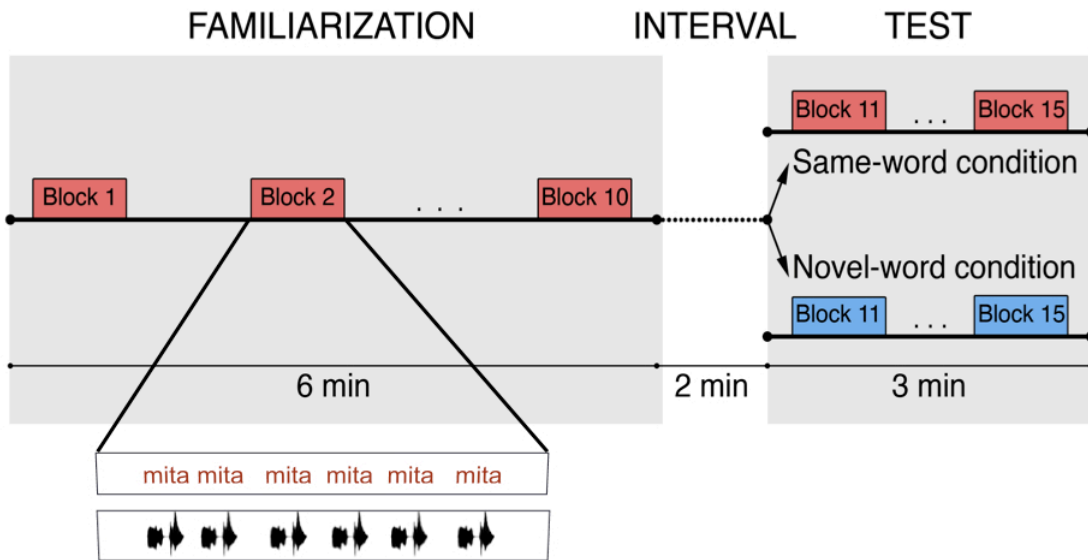 FAMILIARIZATION INTERVAL TEST
Block 11 . . . Block 15
Same-word condition
Block 1 Block 2 . . . Block 10
Novel-word condition
Block 11 . . . Block 15
6 min 2 min 3 min
mita mita mita mita mita mita